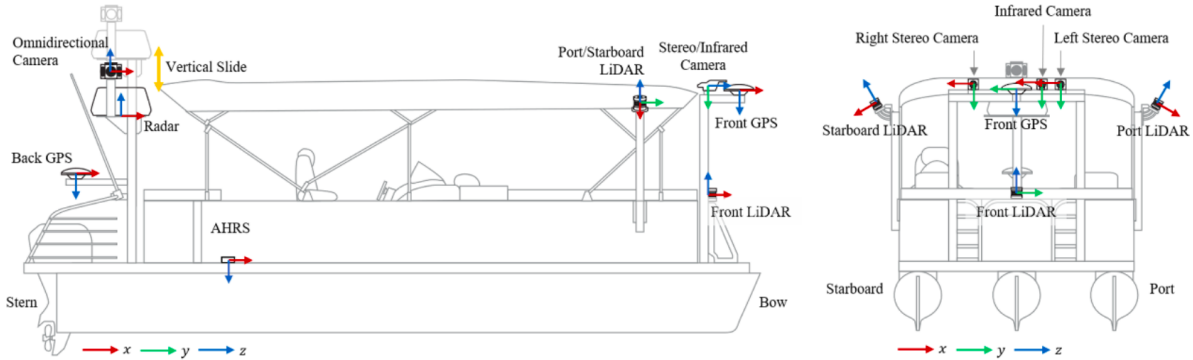 Omnidirectional
Camera
Vertical Slide
Port/Starboard
LiDAR
Stereo/Infrared
Camera
Radar
Front GPS
Back GPS
Front LiDAR
AHRS
Stern
Bow
x
y
z
Infrared Camera
Right Stereo Camera
Left Stereo Camera
Starboard LiDAR
Front GPS
Port LiDAR
Front LiDAR
Starboard
Port
x
y
z